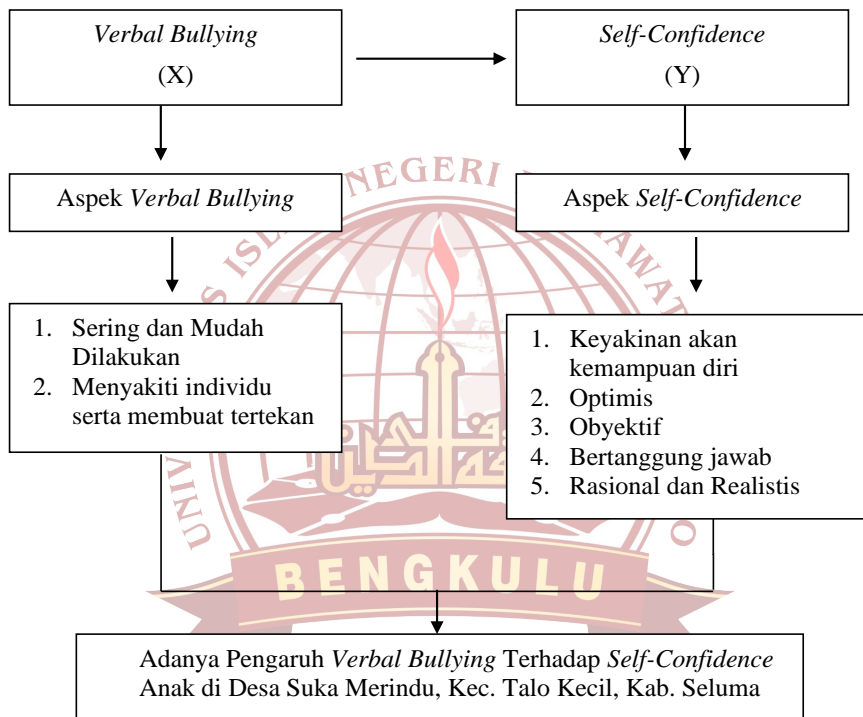 Verbal Bullying
(X)
Self-Confidence
(Y)
Aspek Verbal Bullying
Aspek Self-Confidence
1. Sering dan Mudah
Dilakukan
2. Menyakiti individu
serta membuat tertekan
1. Keyakinan akan
kemampuan diri
2. Optimis
3. Obyektif
4. Bertanggung jawab
5. Rasional dan Realistis
NEGERI
BENGKULU
Adanya Pengaruh Verbal Bullying Terhadap Self-Confidence
Anak di Desa Suka Merindu, Kec. Talo Kecil, Kab. Seluma